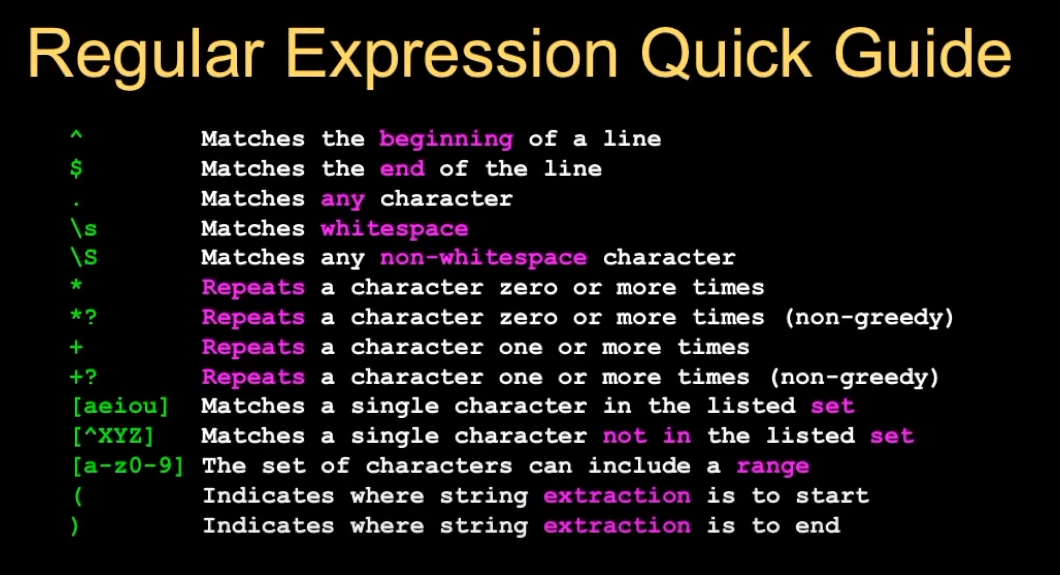 Regular Expression Quick Guide
^ Matches the beginning of a line
$ Matches the end of the line
. Matches any character
\s Matches whitespace
\S Matches any non-whitespace character
* Repeats a character zero or more times
*? Repeats a character zero or more times (non-greedy)
+ Repeats a character one or more times
+? Repeats a character one or more times (non-greedy)
[aeiou] Matches a single character in the listed set
[^XYZ] Matches a single character not in the listed set
[a-z0-9] The set of characters can include a range
( Indicates where string extraction is to start
) Indicates where string extraction is to end